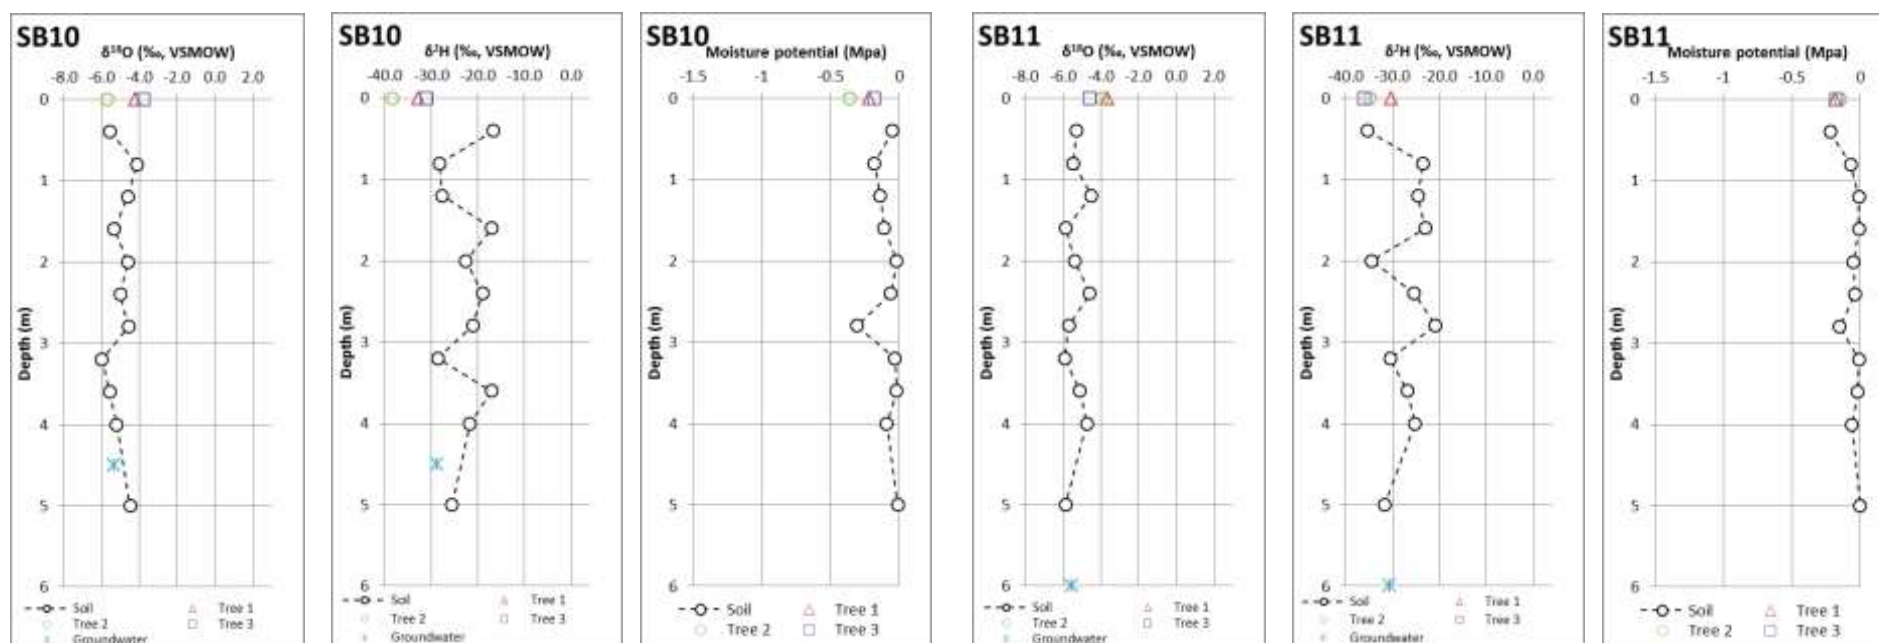 SB10
δ¹⁸O (‰, VSMOW)
-8.0 -6.0 -4.0 -2.0 0.0 2.0
0
1
2
3
4
5
6
Depth (m)
Soil
Tree 1
Tree 2
Tree 3
Groundwater
SB10
δ²H (‰, VSMOW)
-40.0 -30.0 -20.0 -10.0 0.0
0
1
2
3
4
5
6
Depth (m)
Soil
Tree 1
Tree 2
Tree 3
Groundwater
SB10
Moisture potential (Mpa)
-1.5 -1 -0.5 0
0
1
2
3
4
5
6
Depth (m)
Soil
Tree 1
Tree 2
Tree 3
SB11
δ¹⁸O (‰, VSMOW)
-8.0 -6.0 -4.0 -2.0 0.0 2.0
0
1
2
3
4
5
6
Depth (m)
Soil
Tree 1
Tree 2
Tree 3
Groundwater
SB11
δ²H (‰, VSMOW)
-40.0 -30.0 -20.0 -10.0 0.0
0
1
2
3
4
5
6
Depth (m)
Soil
Tree 1
Tree 2
Tree 3
Groundwater
SB11
Moisture potential (Mpa)
-1.5 -1 -0.5 0
0
1
2
3
4
5
6
Depth (m)
Soil
Tree 1
Tree 2
Tree 3